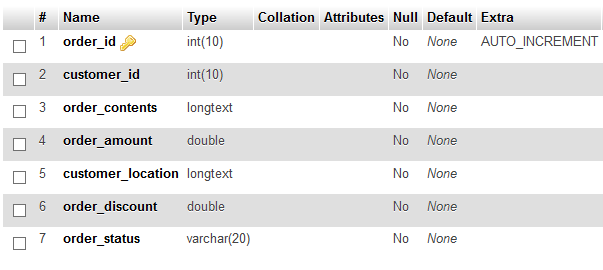 # Name Type Collation Attributes Null Default Extra
1 order_id int(10) No None AUTO_INCREMENT
2 customer_id int(10) No None
3 order_contents longtext No None
4 order_amount double No None
5 customer_location longtext No None
6 order_discount double No None
7 order_status varchar(20) No None